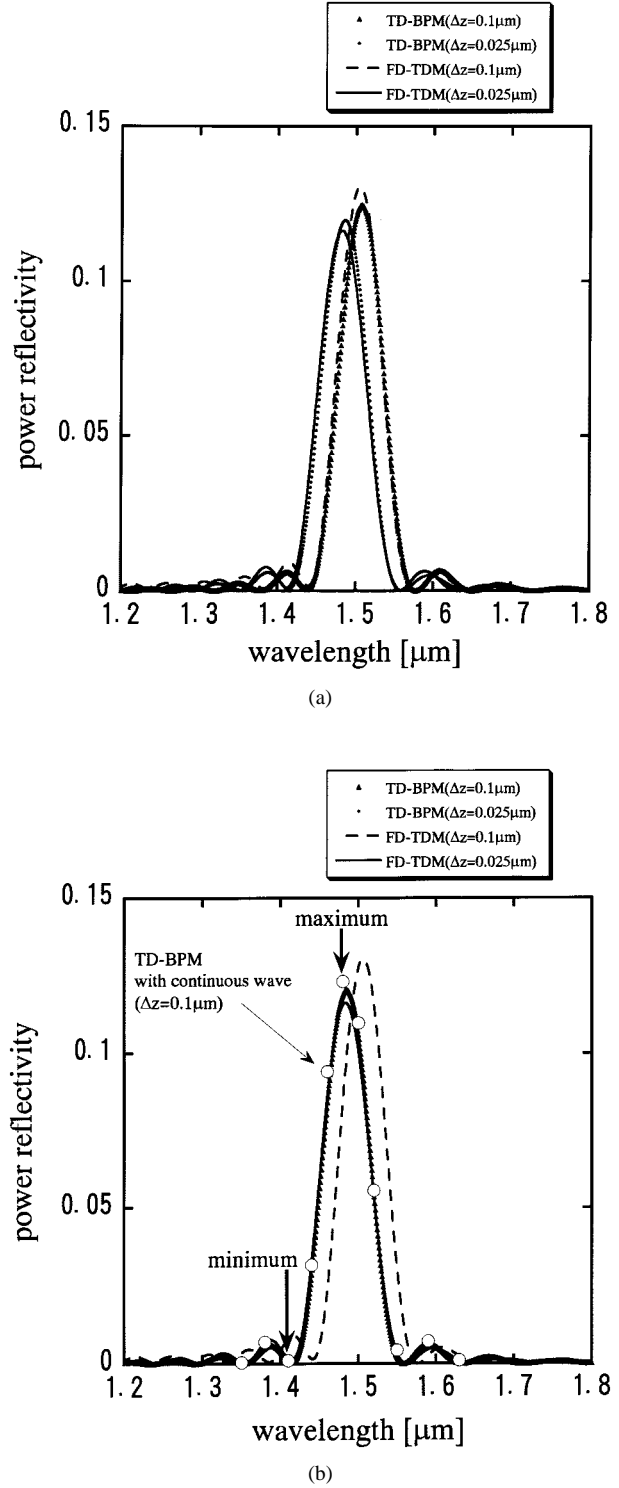 TD-BPM(Δz=0.1μm)
TD-BPM(Δz=0.025μm)
FD-TDM(Δz=0.1μm)
FD-TDM(Δz=0.025μm)
0.15
0.1
0.05
0
power reflectivity
1.2 1.3 1.4 1.5 1.6 1.7 1.8
wavelength [μm]
(a)
TD-BPM(Δz=0.1μm)
TD-BPM(Δz=0.025μm)
FD-TDM(Δz=0.1μm)
FD-TDM(Δz=0.025μm)
0.15
maximum
TD-BPM
with continuous wave
(Δz=0.1μm)
0.1
0.05
minimum
0
power reflectivity
1.2 1.3 1.4 1.5 1.6 1.7 1.8
wavelength [μm]
(b)